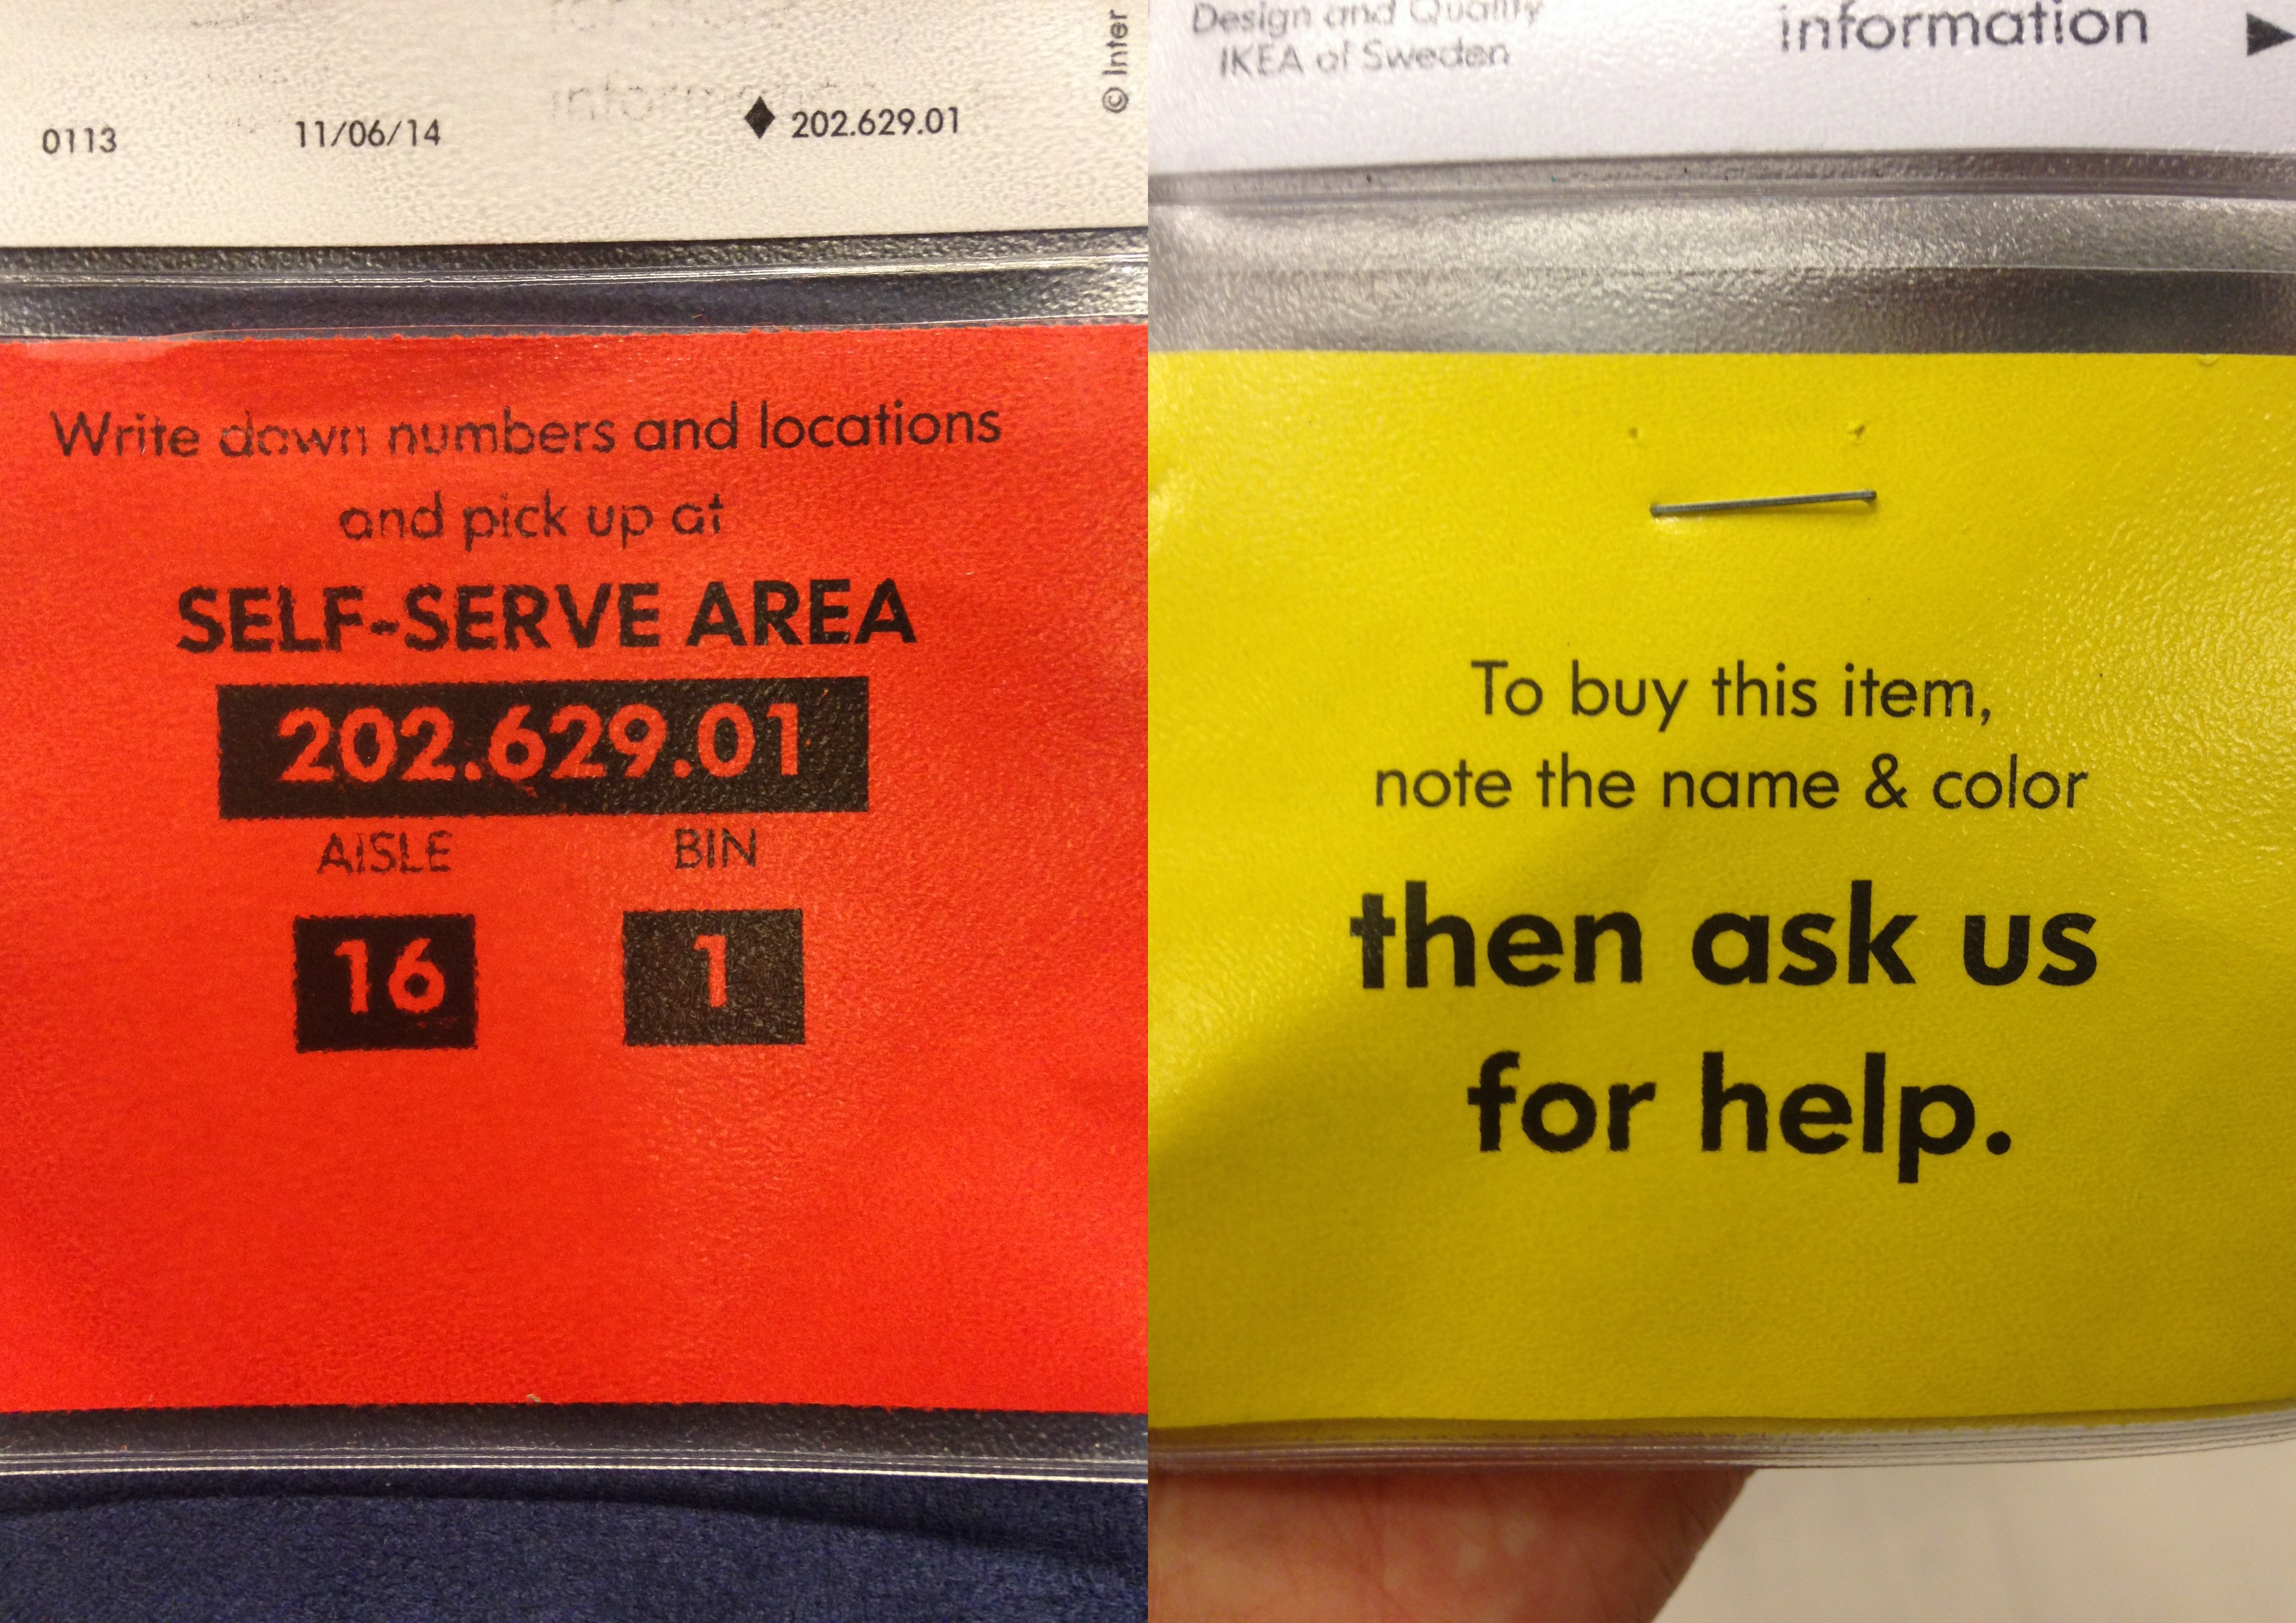 0113 11/06/14 ♦ 202.629.01
© Inter
Write down numbers and locations
and pick up at
SELF-SERVE AREA
202.629.01
AISLE BIN
16 1
Design and Quality
IKEA of Sweden
information ▶
To buy this item,
note the name & color
then ask us
for help.